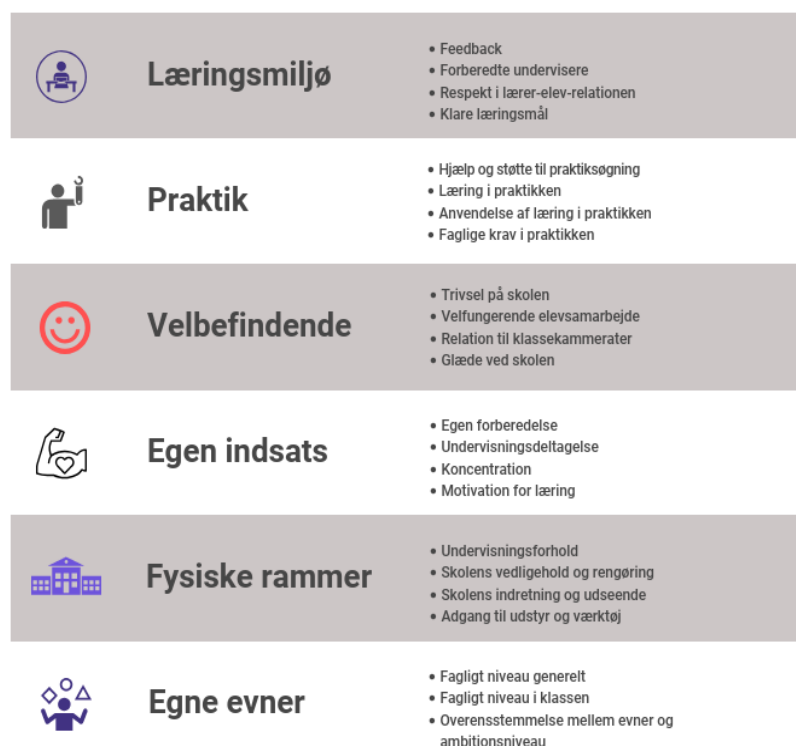 Læringsmiljø
• Feedback
• Forberedte undervisere
• Respekt i lærer-elev-relationen
• Klare læringsmål
Praktik
• Hjælp og støtte til praktiksøgning
• Læring i praktikken
• Anvendelse af læring i praktikken
• Faglige krav i praktikken
Velbefindende
• Trivsel på skolen
• Velfungerende elevsamarbejde
• Relation til klassekammerater
• Glæde ved skolen
Egen indsats
• Egen forberedelse
• Undervisningsdeltagelse
• Koncentration
• Motivation for læring
Fysiske rammer
• Undervisningsforhold
• Skolens vedligehold og rengøring
• Skolens indretning og udseende
• Adgang til udstyr og værktøj
Egne evner
• Fagligt niveau generelt
• Fagligt niveau i klassen
• Overensstemmelse mellem evner og
ambitionsniveau